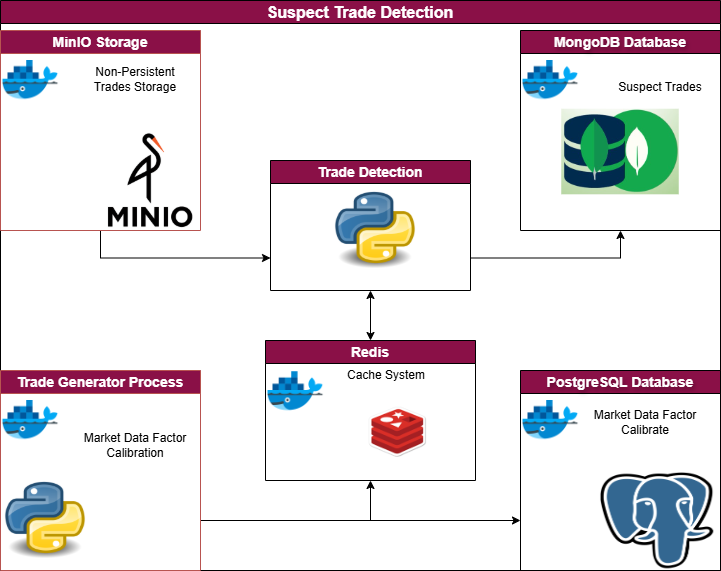 Suspect Trade Detection
MinIO Storage
Non-Persistent
Trades Storage
MINIO
MongoDB Database
Suspect Trades
Trade Detection
Redis
Cache System
Trade Generator Process
Market Data Factor
Calibration
PostgreSQL Database
Market Data Factor
Calibrate